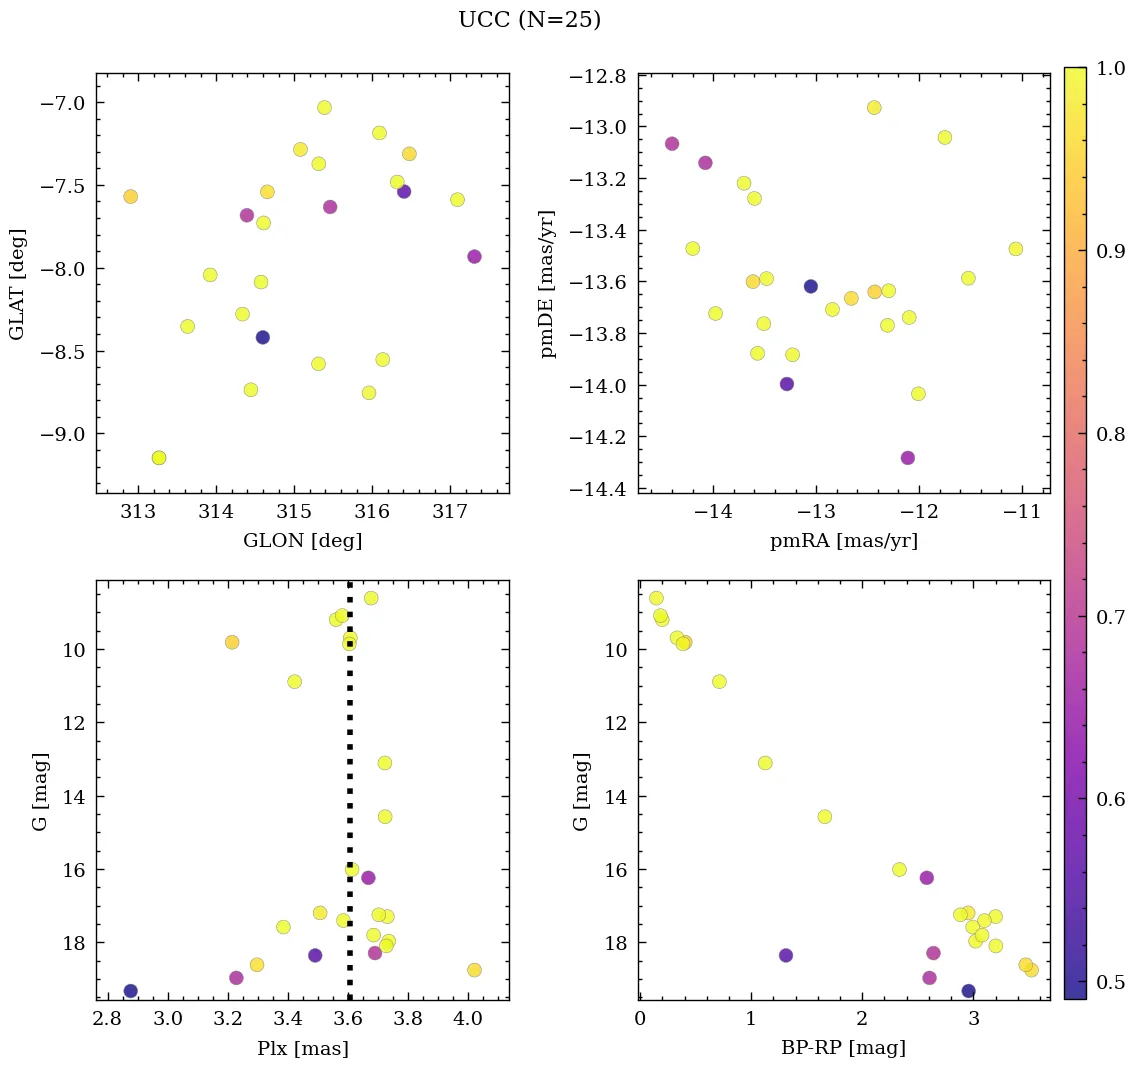 UCC (N=25)
−7.0
−7.5
−8.0
−8.5
−9.0
GLAT [deg]
313 314 315 316 317
GLON [deg]
−12.8
−13.0
−13.2
−13.4
−13.6
−13.8
−14.0
−14.2
−14.4
pmDE [mas/yr]
−14 −13 −12 −11
pmRA [mas/yr]
10
12
14
16
18
G [mag]
2.8 3.0 3.2 3.4 3.6 3.8 4.0
Plx [mas]
10
12
14
16
18
G [mag]
0 1 2 3
BP-RP [mag]
1.0
0.9
0.8
0.7
0.6
0.5